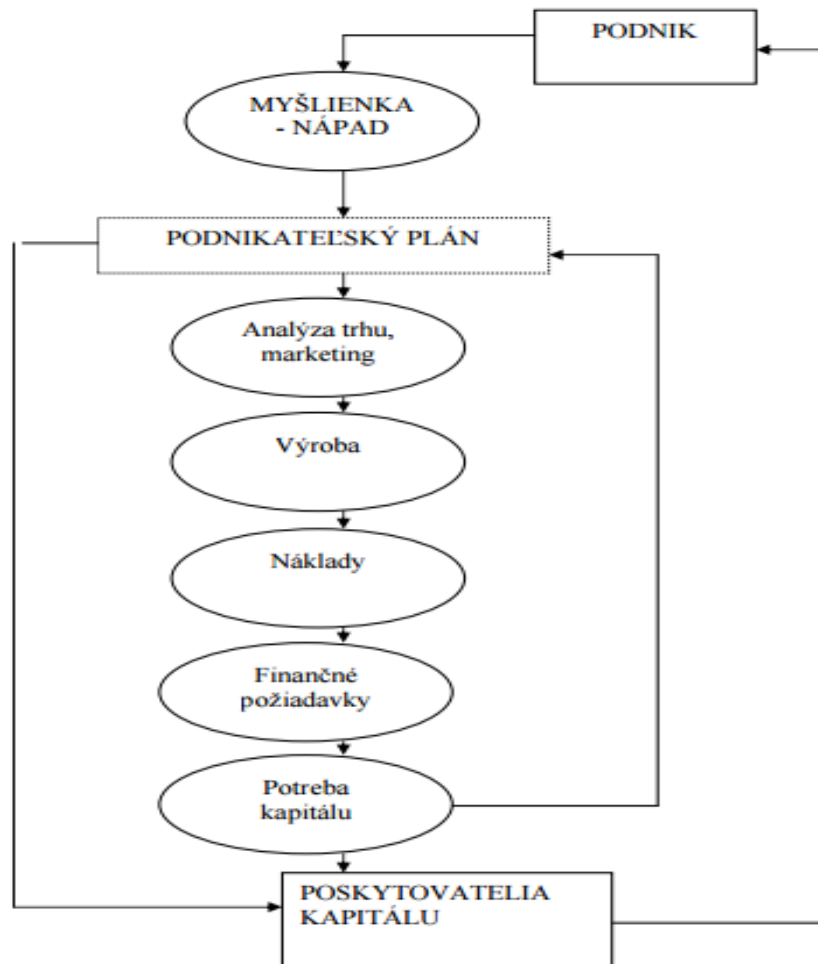 PODNIK
MYŠLIENKA
- NÁPAD
PODNIKATEĽSKÝ PLÁN
Analýza trhu,
marketing
Výroba
Náklady
Finančné
požiadavky
Potreba
kapitálu
POSKYTOVATELIA
KAPITÁLU